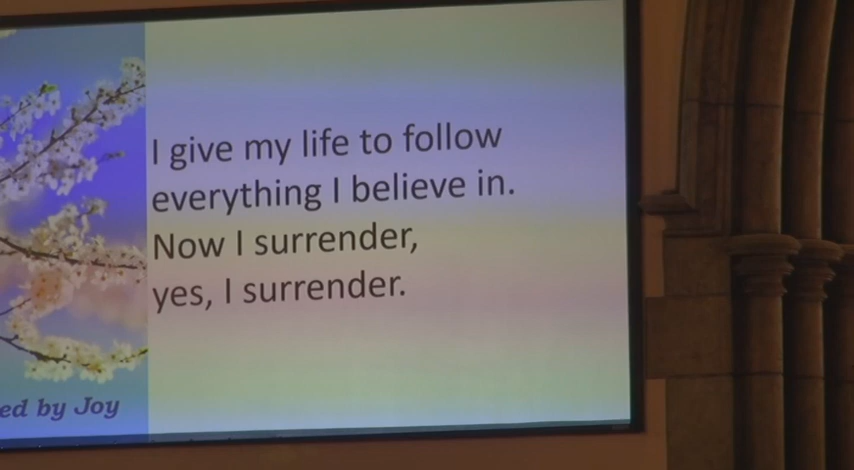 I give my life to follow
everything I believe in.
Now I surrender,
yes, I surrender.
by Joy